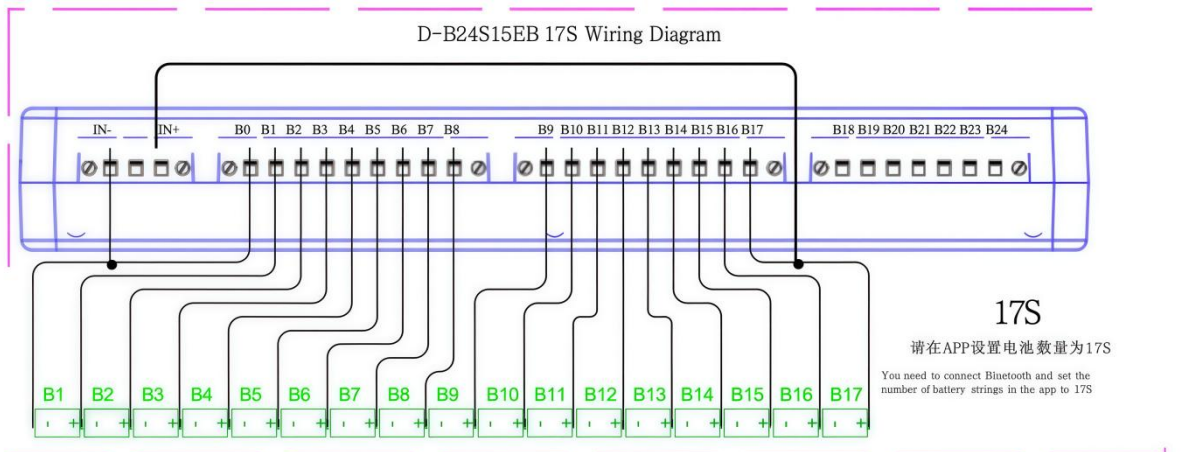 D-B24S15EB 17S Wiring Diagram
IN- IN+ B0 B1 B2 B3 B4 B5 B6 B7 B8 B9 B10 B11 B12 B13 B14 B15 B16 B17 B18 B19 B20 B21 B22 B23 B24
17S
请在APP设置电池数量为17S
You need to connect Bluetooth and set the
number of battery strings in the app to 17S
B1 B2 B3 B4 B5 B6 B7 B8 B9 B10 B11 B12 B13 B14 B15 B16 B17
- + - + - + - + - + - + - + - + - + - + - + - + - + - + - + - + - +